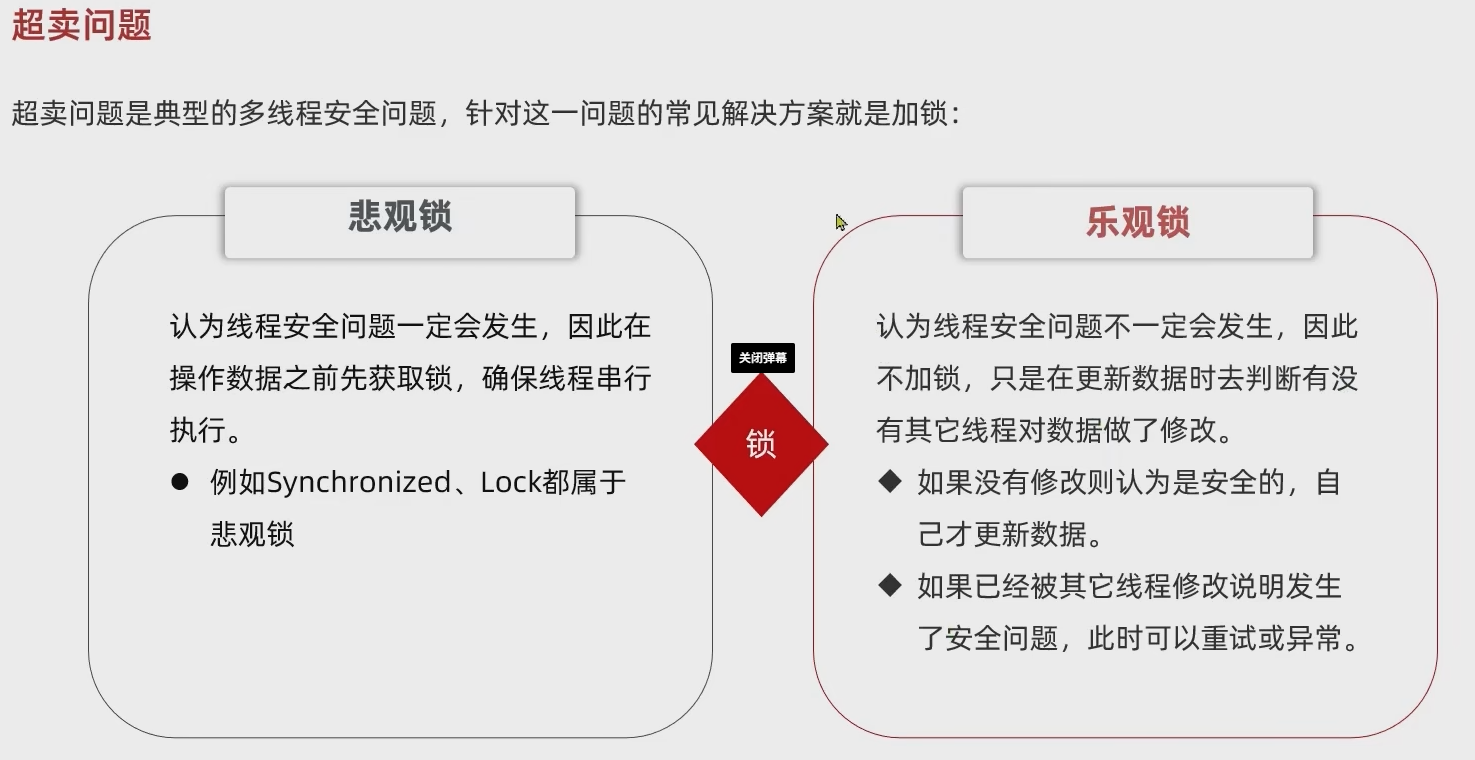 超卖问题
超卖问题是典型的多线程安全问题，针对这一问题的常见解决方案就是加锁：
悲观锁
认为线程安全问题一定会发生，因此在
操作数据之前先获取锁，确保线程串行
执行。
例如Synchronized、Lock都属于
悲观锁
关闭弹幕
锁
乐观锁
认为线程安全问题不一定会发生，因此
不加锁，只是在更新数据时去判断有没
有其它线程对数据做了修改。
如果没有修改则认为是安全的，自
己才更新数据。
如果已经被其它线程修改说明发生
了安全问题，此时可以重试或异常。